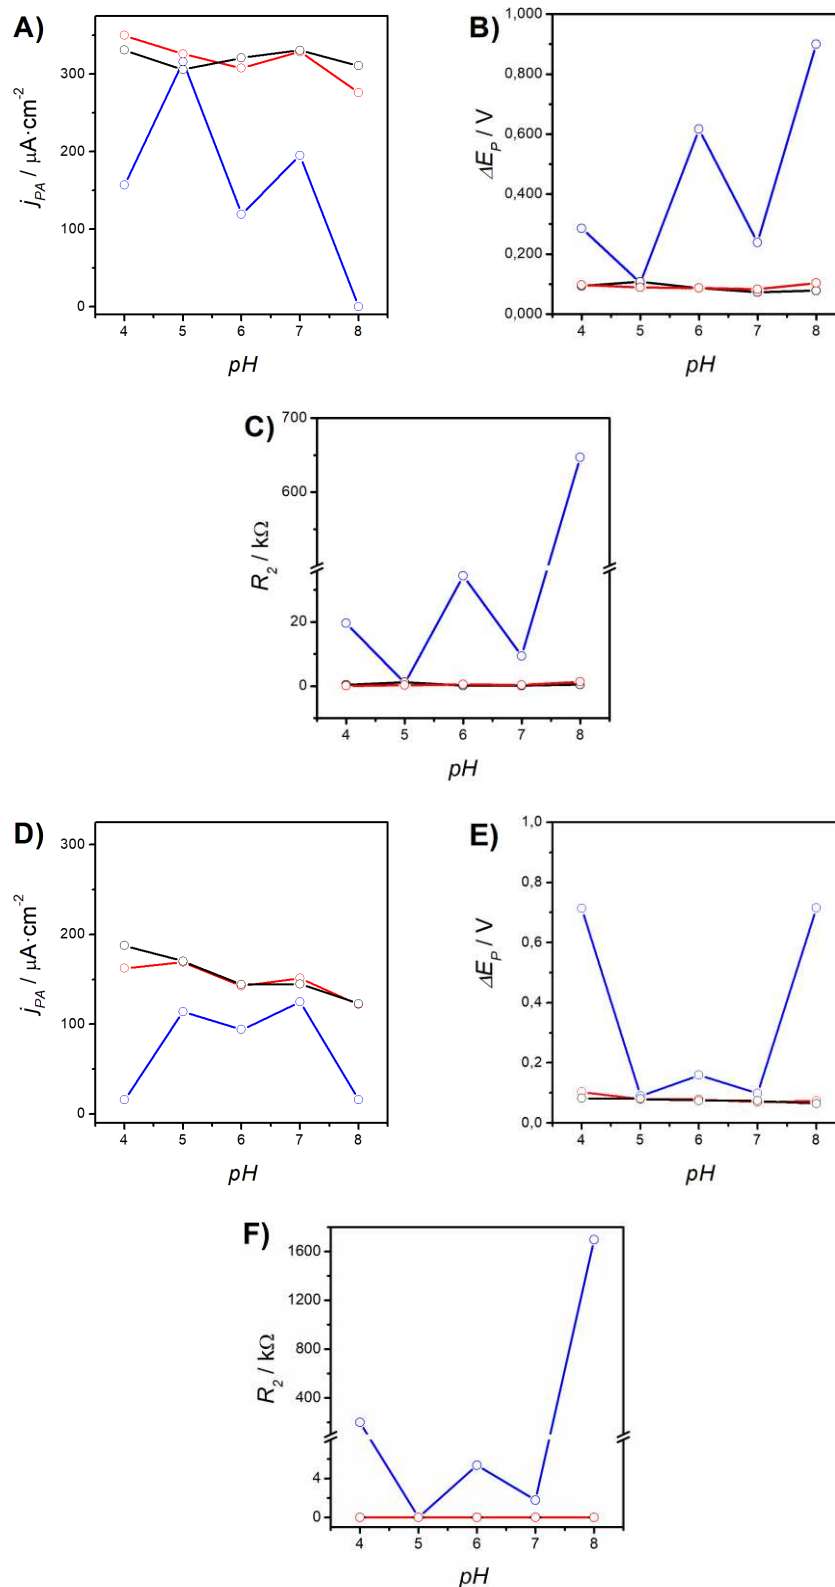 A)
300
200
100
0
j_PA / µA·cm⁻²
4 5 6 7 8
pH
B)
1,000
0,800
0,600
0,400
0,200
0,000
ΔE_P / V
4 5 6 7 8
pH
C)
700
600
20
0
R₂ / kΩ
4 5 6 7 8
pH
D)
300
200
100
0
j_PA / µA·cm⁻²
4 5 6 7 8
pH
E)
1,0
0,8
0,6
0,4
0,2
0,0
ΔE_P / V
4 5 6 7 8
pH
F)
1600
1200
800
400
4
0
R₂ / kΩ
4 5 6 7 8
pH